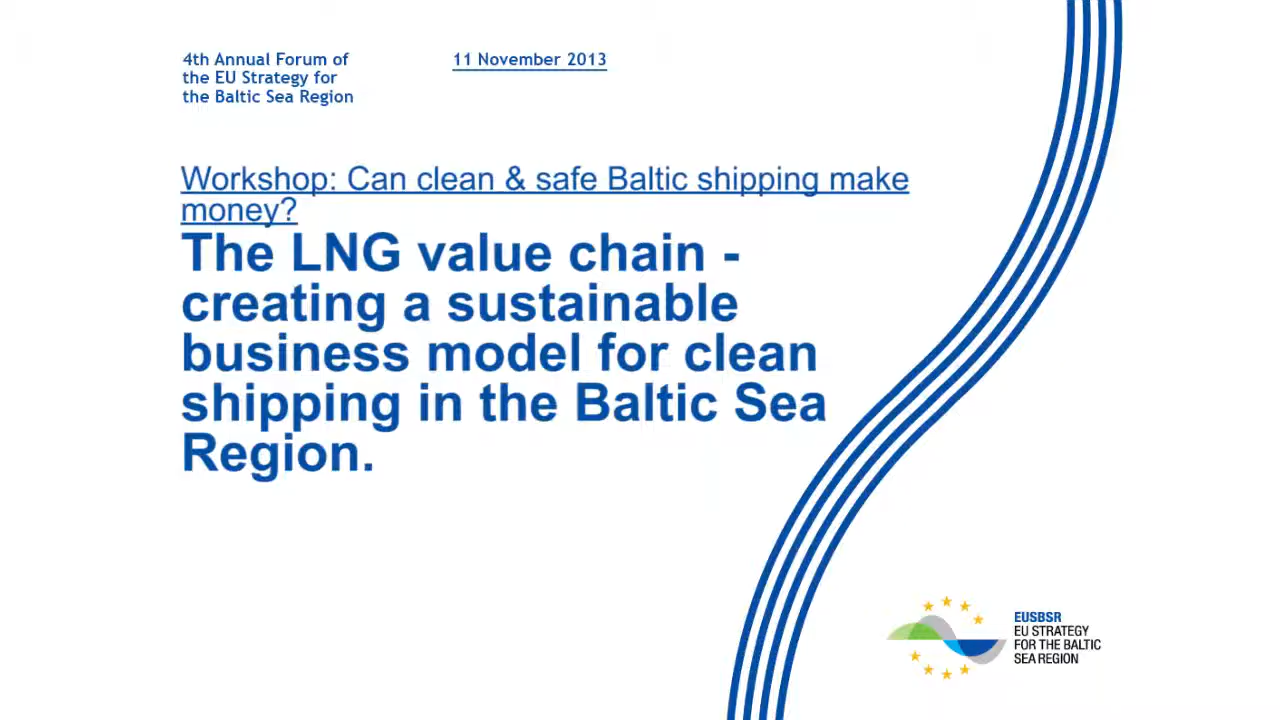 4th Annual Forum of
the EU Strategy for
the Baltic Sea Region
11 November 2013
Workshop: Can clean & safe Baltic shipping make
money?
The LNG value chain -
creating a sustainable
business model for clean
shipping in the Baltic Sea
Region.
EUSBSR
EU STRATEGY
FOR THE BALTIC
SEA REGION